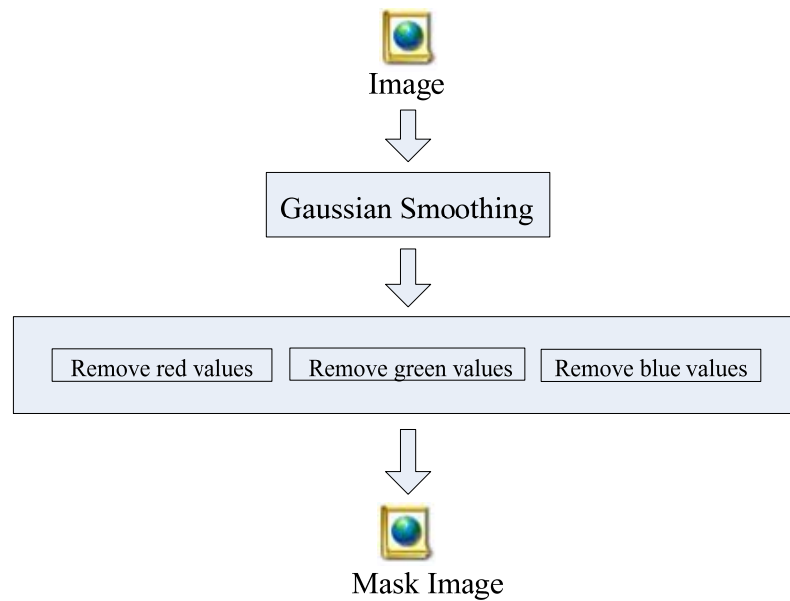 Image
Gaussian Smoothing
Remove red values
Remove green values
Remove blue values
Mask Image